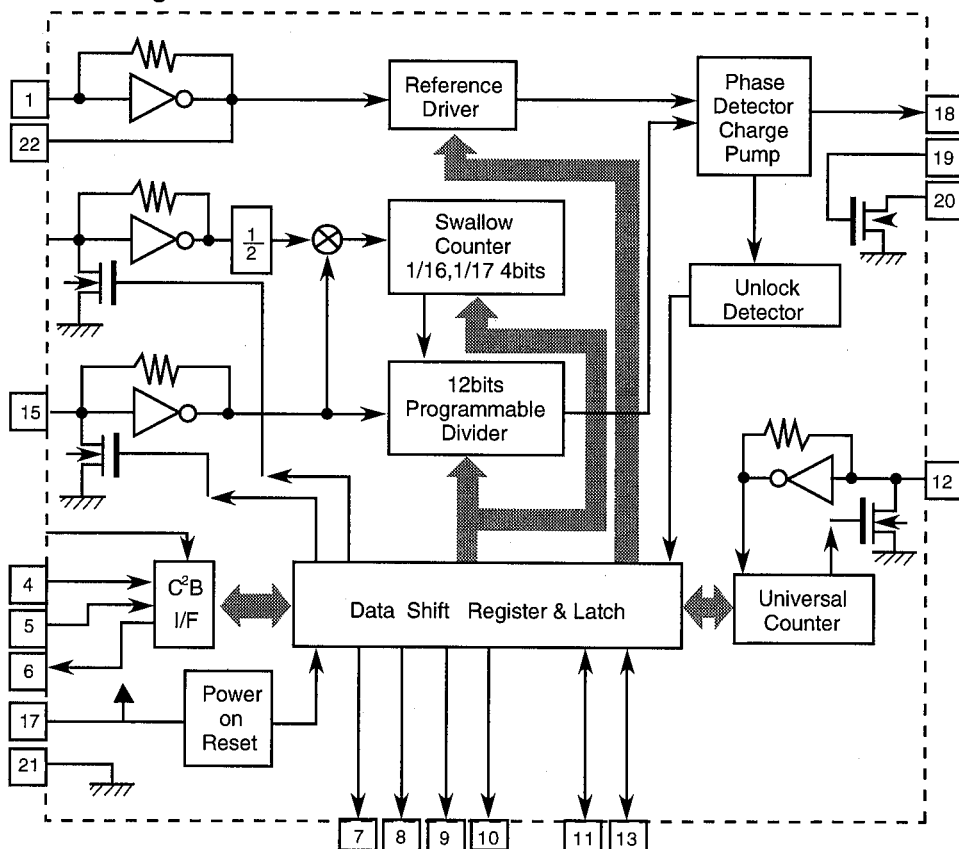 1
22
15
4
5
6
17
21
Reference
Driver
Phase
Detector
Charge
Pump
18
19
20
1
2
Swallow
Counter
1/16,1/17 4bits
Unlock
Detector
12bits
Programmable
Divider
12
C²B
I/F
Data Shift Register & Latch
Universal
Counter
Power
on
Reset
7
8
9
10
11
13